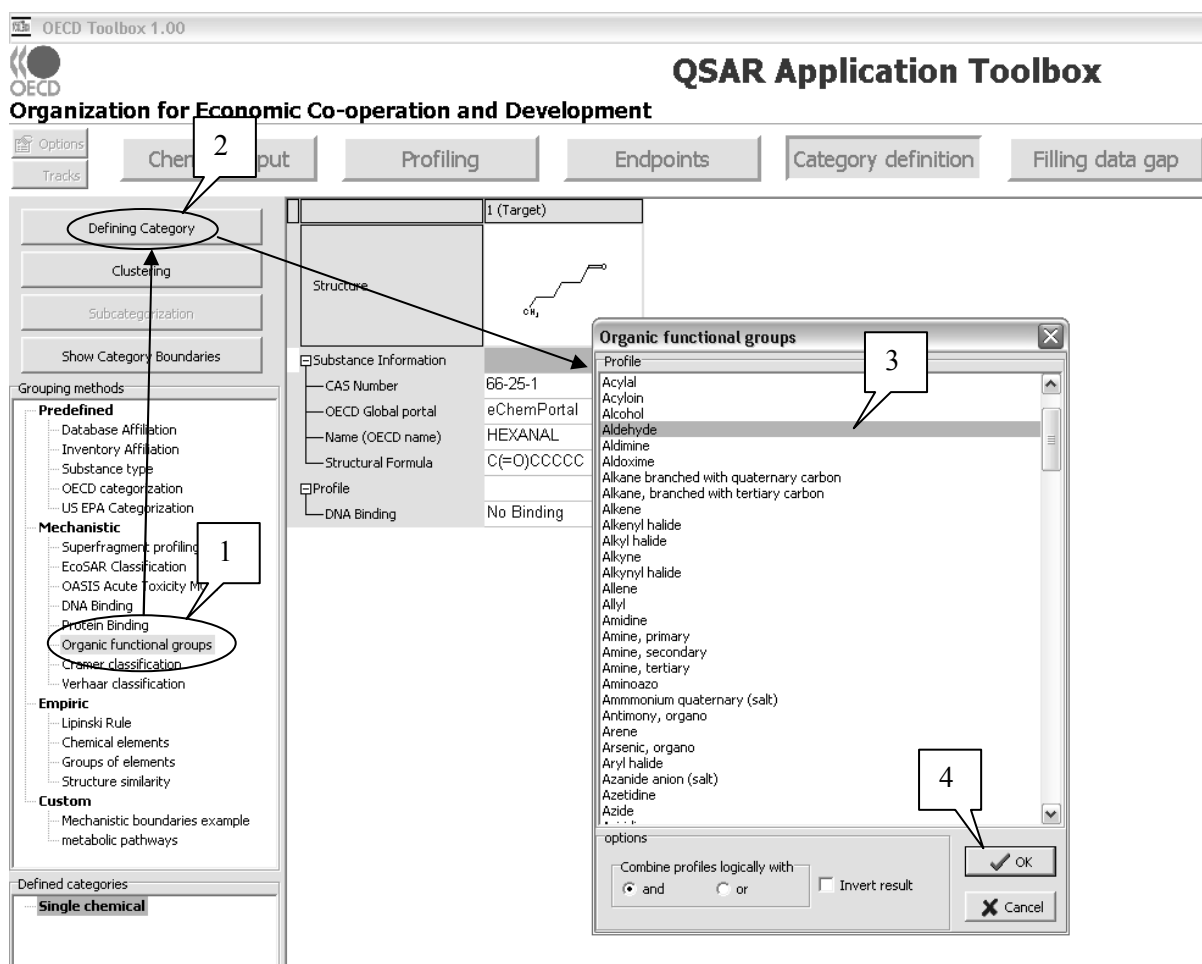 OECD Toolbox 1.00
OECD
QSAR Application Toolbox
Organization for Economic Co-operation and Development
Options
Tracks
2
Profiling
Endpoints
Category definition
Filling data gap
Defining Category
Clustering
Subcategorization
Show Category Boundaries
Grouping methods
Predefined
Database Affiliation
Inventory Affiliation
Substance type
OECD categorization
US EPA Categorization
Mechanistic
Superfragment profiling
EcoSAR Classification
OASIS Acute Toxicity
DNA Binding
Protein Binding
Organic functional groups
Cramer classification
Verhaar classification
Empiric
Lipinski Rule
Chemical elements
Groups of elements
Structure similarity
Custom
Mechanistic boundaries example
metabolic pathways
1
Defined categories
Single chemical
1 (Target)
Structure
CH3
O
Substance Information
CAS Number 66-25-1
OECD Global portal eChemPortal
Name (OECD name) HEXANAL
Structural Formula C(=O)CCCCC
Profile
DNA Binding No Binding
Organic functional groups
Profile
3
Acylal
Acyloin
Alcohol
Aldehyde
Aldimine
Aldoxime
Alkane branched with quaternary carbon
Alkane, branched with tertiary carbon
Alkene
Alkenyl halide
Alkyl halide
Alkyne
Alkynyl halide
Allene
Allyl
Amidine
Amine, primary
Amine, secondary
Amine, tertiary
Aminoazo
Ammmonium quaternary (salt)
Antimony, organo
Arene
Arsenic, organo
Aryl halide
Azanide anion (salt)
Azetidine
Azide
4
options
Combine profiles logically with
and or
Invert result
OK
Cancel